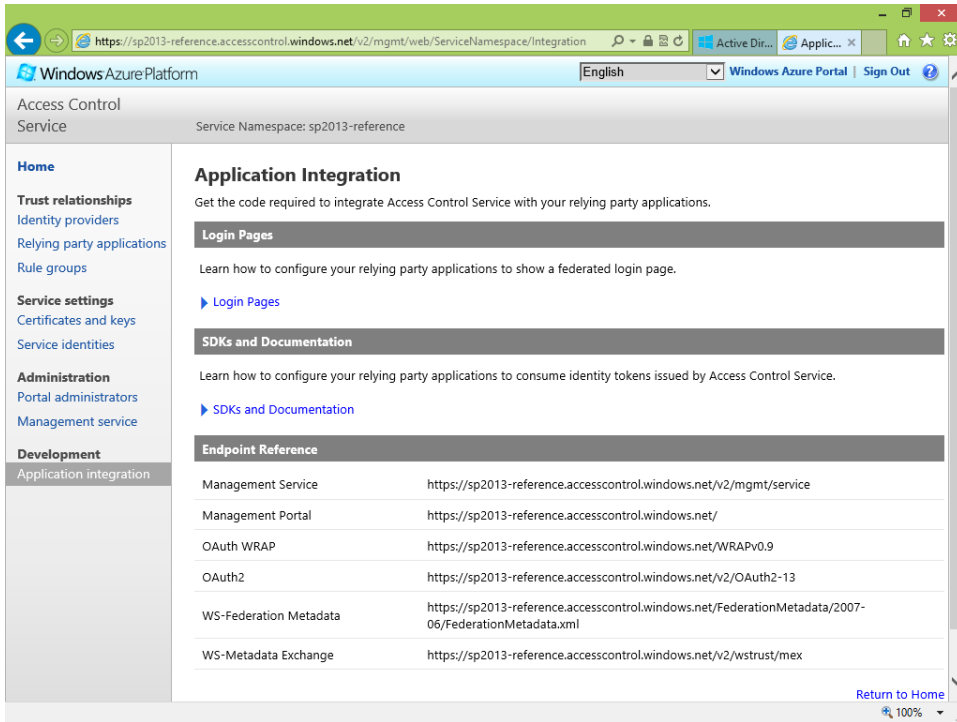 https://sp2013-reference.accesscontrol.windows.net/v2/mgmt/web/ServiceNamespace/Integration
Active Dir...
Applic...
Windows Azure Platform
English
Windows Azure Portal | Sign Out
?
Access Control
Service
Service Namespace: sp2013-reference
Home
Trust relationships
Identity providers
Relying party applications
Rule groups
Service settings
Certificates and keys
Service identities
Administration
Portal administrators
Management service
Development
Application integration
Application Integration
Get the code required to integrate Access Control Service with your relying party applications.
Login Pages
Learn how to configure your relying party applications to show a federated login page.
Login Pages
SDKs and Documentation
Learn how to configure your relying party applications to consume identity tokens issued by Access Control Service.
SDKs and Documentation
Endpoint Reference
Management Service https://sp2013-reference.accesscontrol.windows.net/v2/mgmt/service
Management Portal https://sp2013-reference.accesscontrol.windows.net/
OAuth WRAP https://sp2013-reference.accesscontrol.windows.net/WRAPv0.9
OAuth2 https://sp2013-reference.accesscontrol.windows.net/v2/OAuth2-13
WS-Federation Metadata https://sp2013-reference.accesscontrol.windows.net/FederationMetadata/2007-
06/FederationMetadata.xml
WS-Metadata Exchange https://sp2013-reference.accesscontrol.windows.net/v2/wstrust/mex
Return to Home
100%